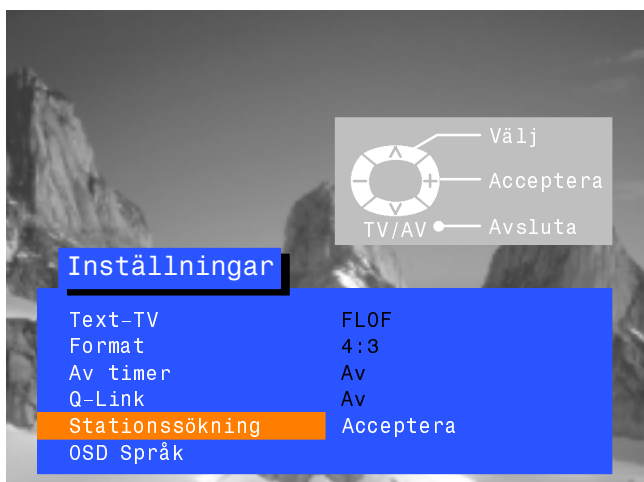 Välj
Acceptera
TV/AV Avsluta
Inställningar
Text-TV FLOF
Format 4:3
Av timer Av
Q-Link Av
Stationssökning Acceptera
OSD Språk